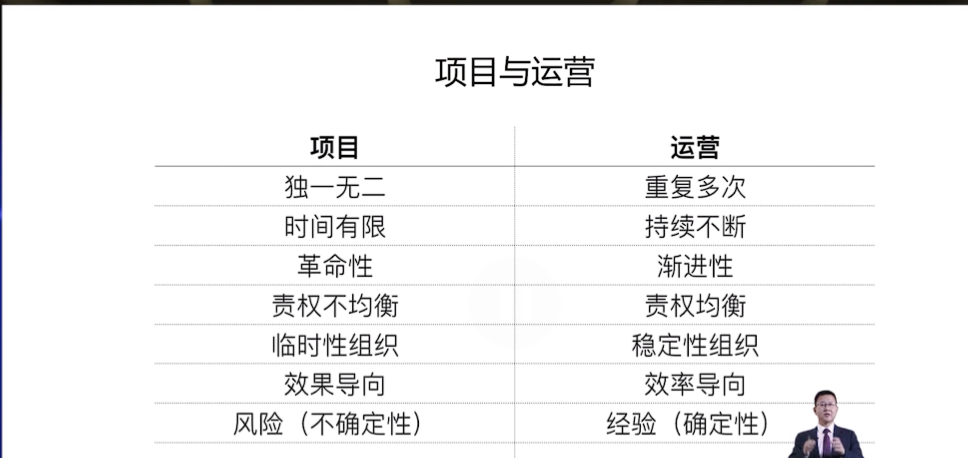 项目与运营
项目 运营
独一无二 重复多次
时间有限 持续不断
革命性 渐进性
责权不均衡 责权均衡
临时性组织 稳定性组织
效果导向 效率导向
风险（不确定性） 经验（确定性）